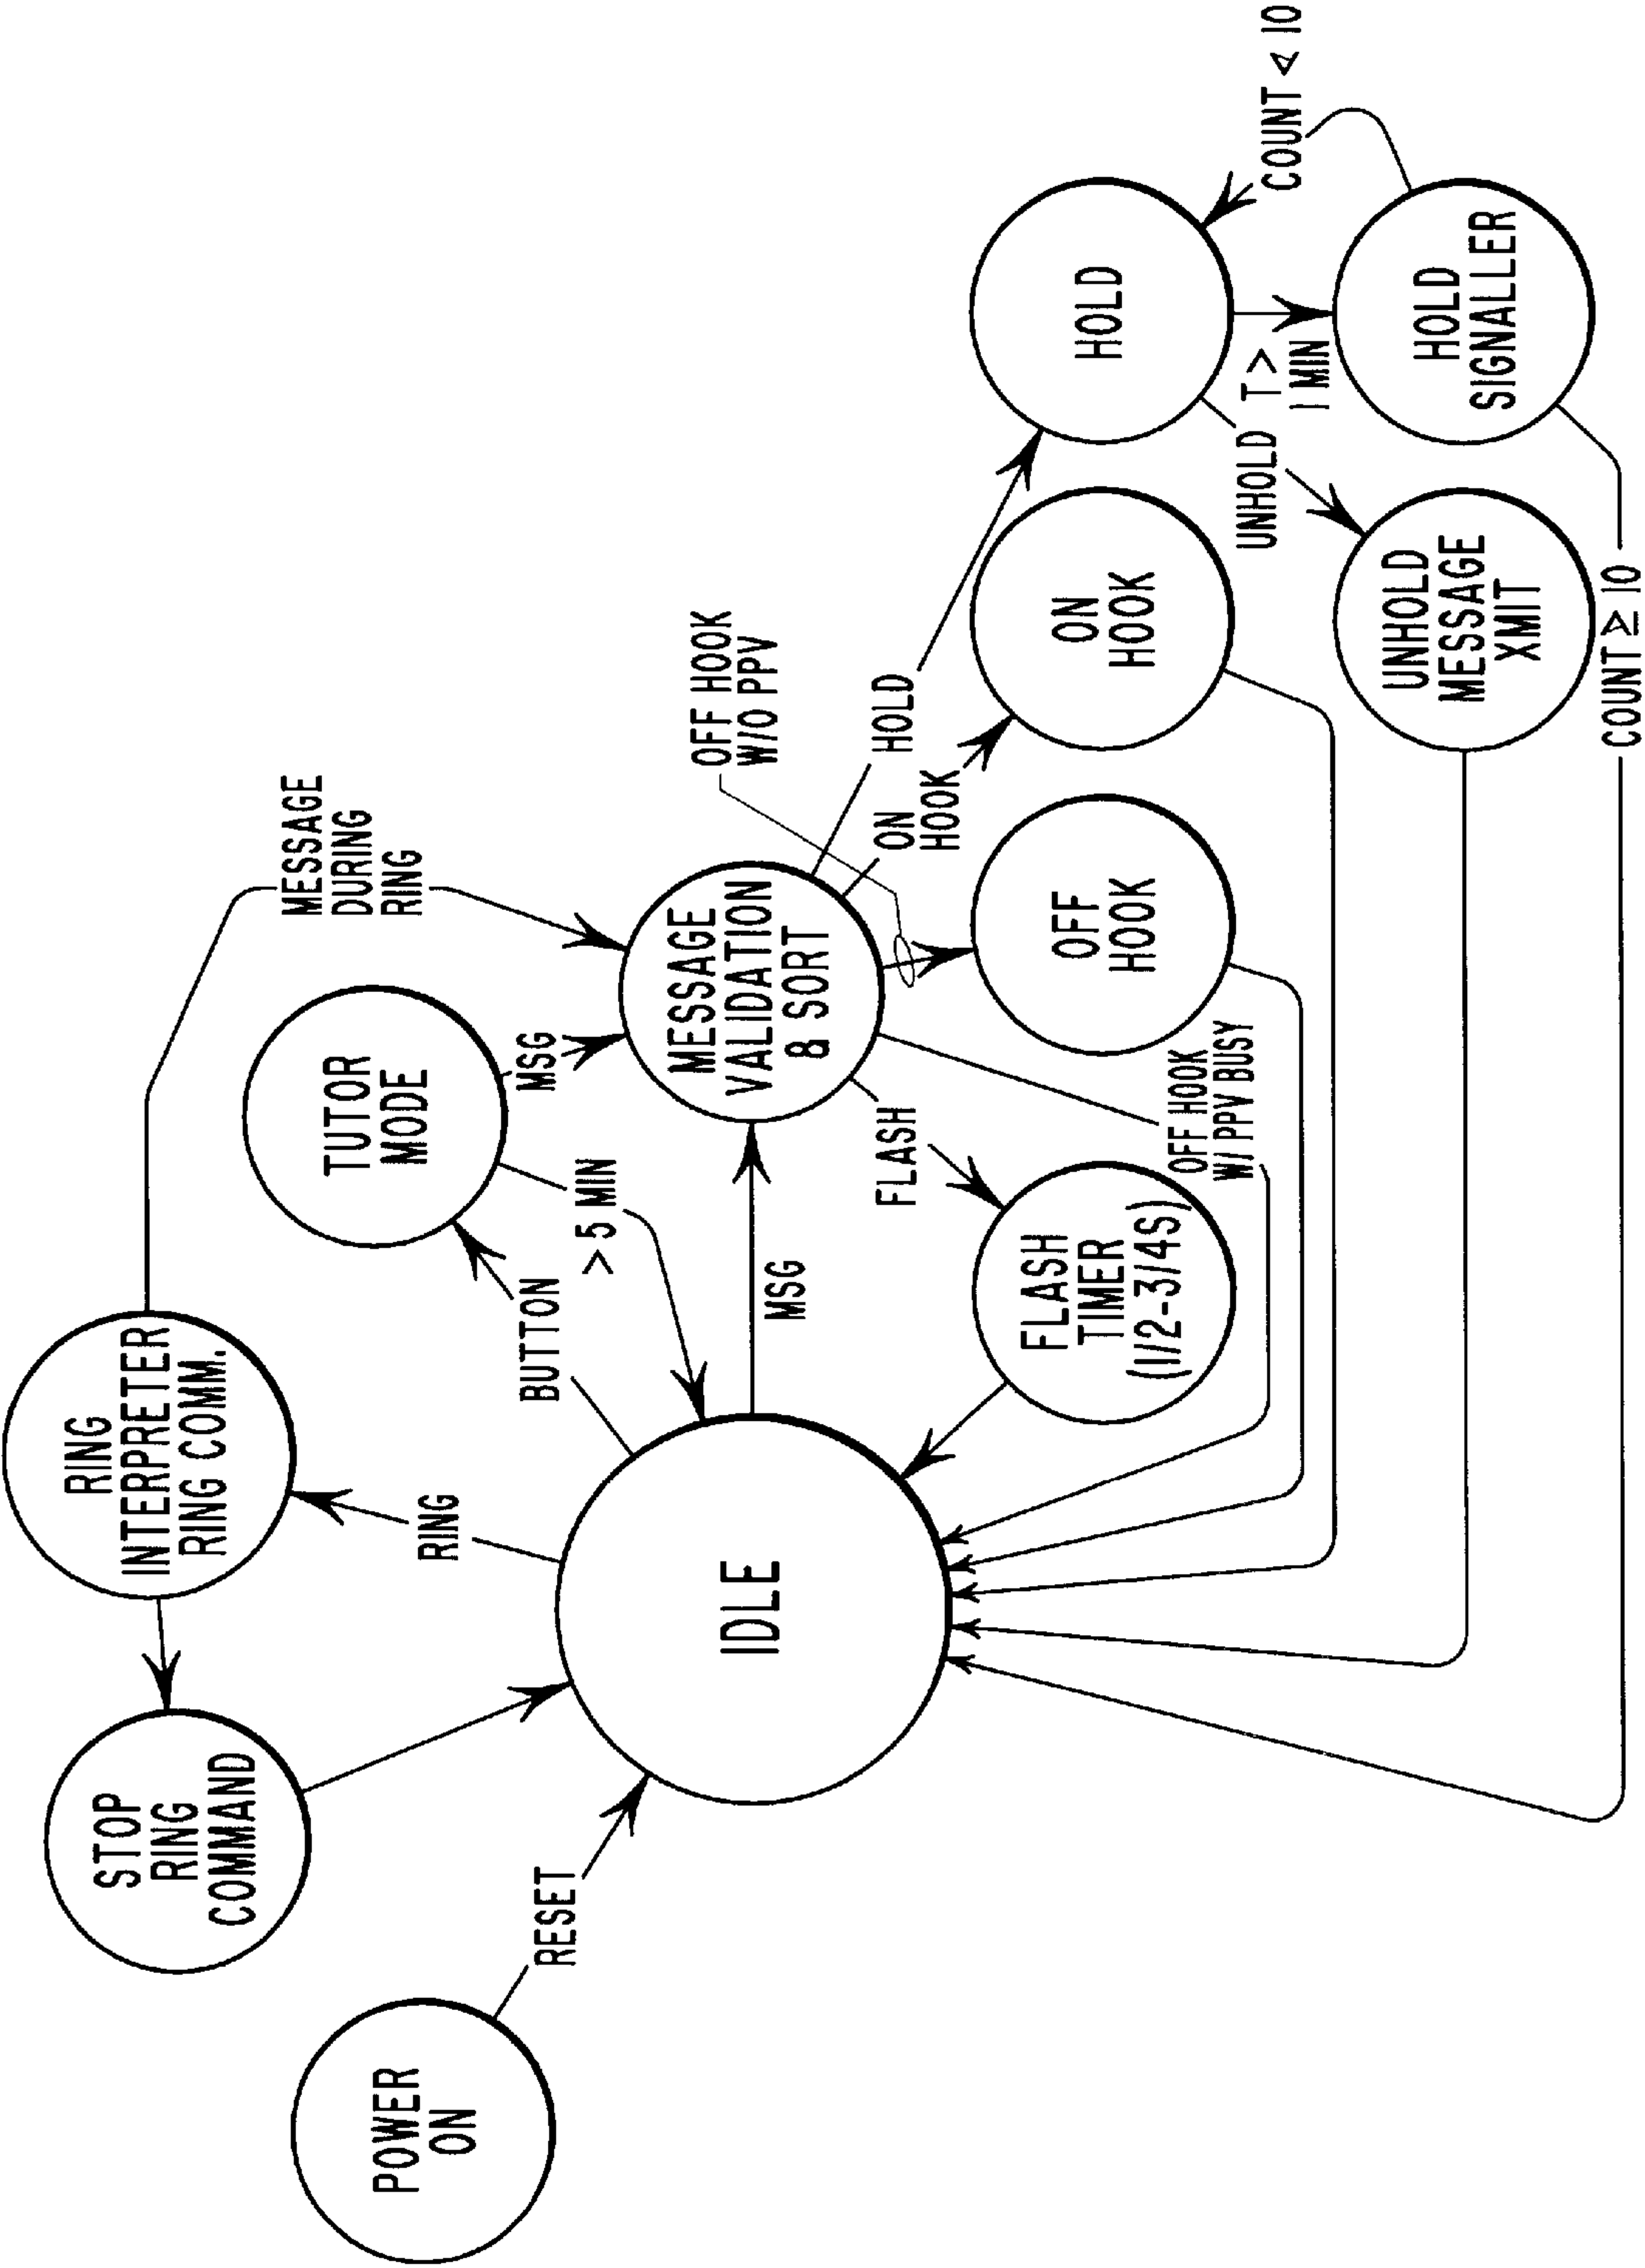 POWER
ON
RESET
STOP
RING
COMMAND
RING
INTERPRETER
RING COMM.
RING
IDLE
BUTTON
> 5 MIN
TUTOR
MODE
MSG
MSG
MESSAGE
DURING
RING
MESSAGE
VALIDATION
& SORT
OFF HOOK
W/O PPV
HOLD
ON
HOOK
FLASH
FLASH
TIMER
(1/2-3/4S)
OFF HOOK
W/ PPV BUSY
OFF
HOOK
ON
HOOK
HOLD
UNHOLD
T >
1 MIN
COUNT < 10
HOLD
SIGNALLER
UNHOLD
MESSAGE
XMIT
COUNT ≥ 10